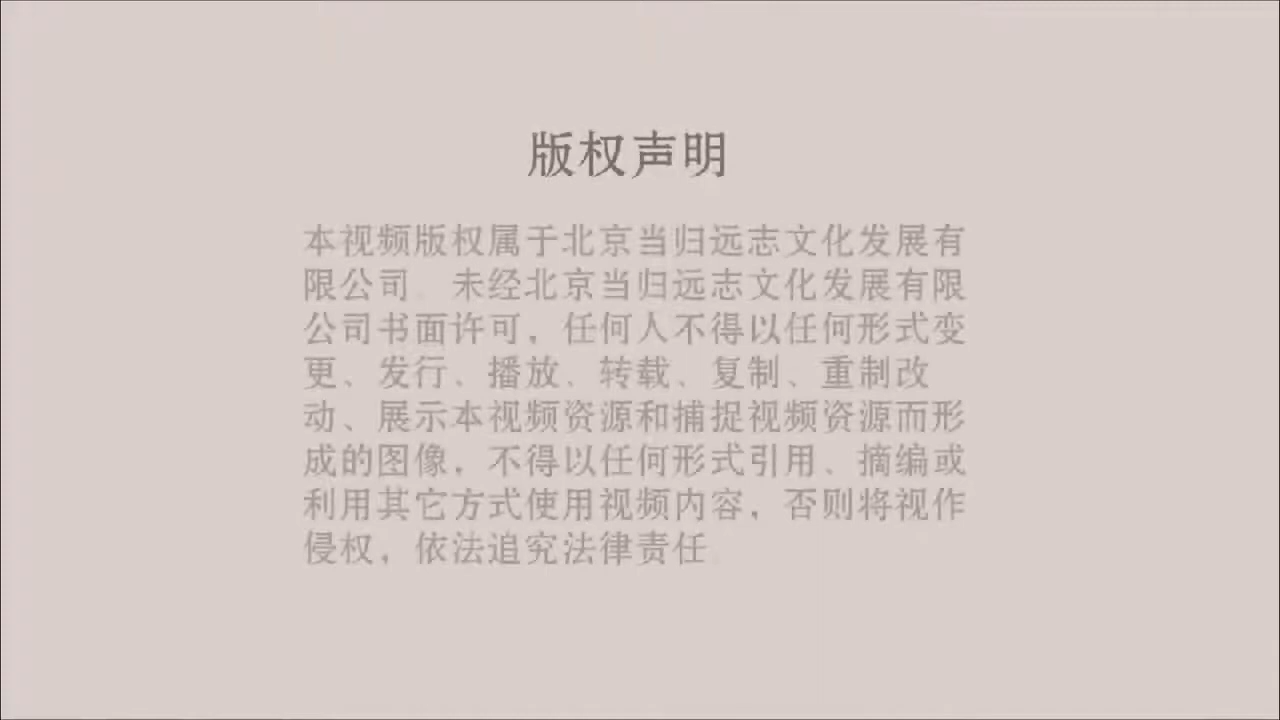 版权声明
本视频版权属于北京当归远志文化发展有
限公司。未经北京当归远志文化发展有限
公司书面许可，任何人不得以任何形式变
更、发行、播放、转载、复制、重制改
动、展示本视频资源和捕捉视频资源而形
成的图像，不得以任何形式引用、摘编或
利用其它方式使用视频内容，否则将视作
侵权，依法追究法律责任